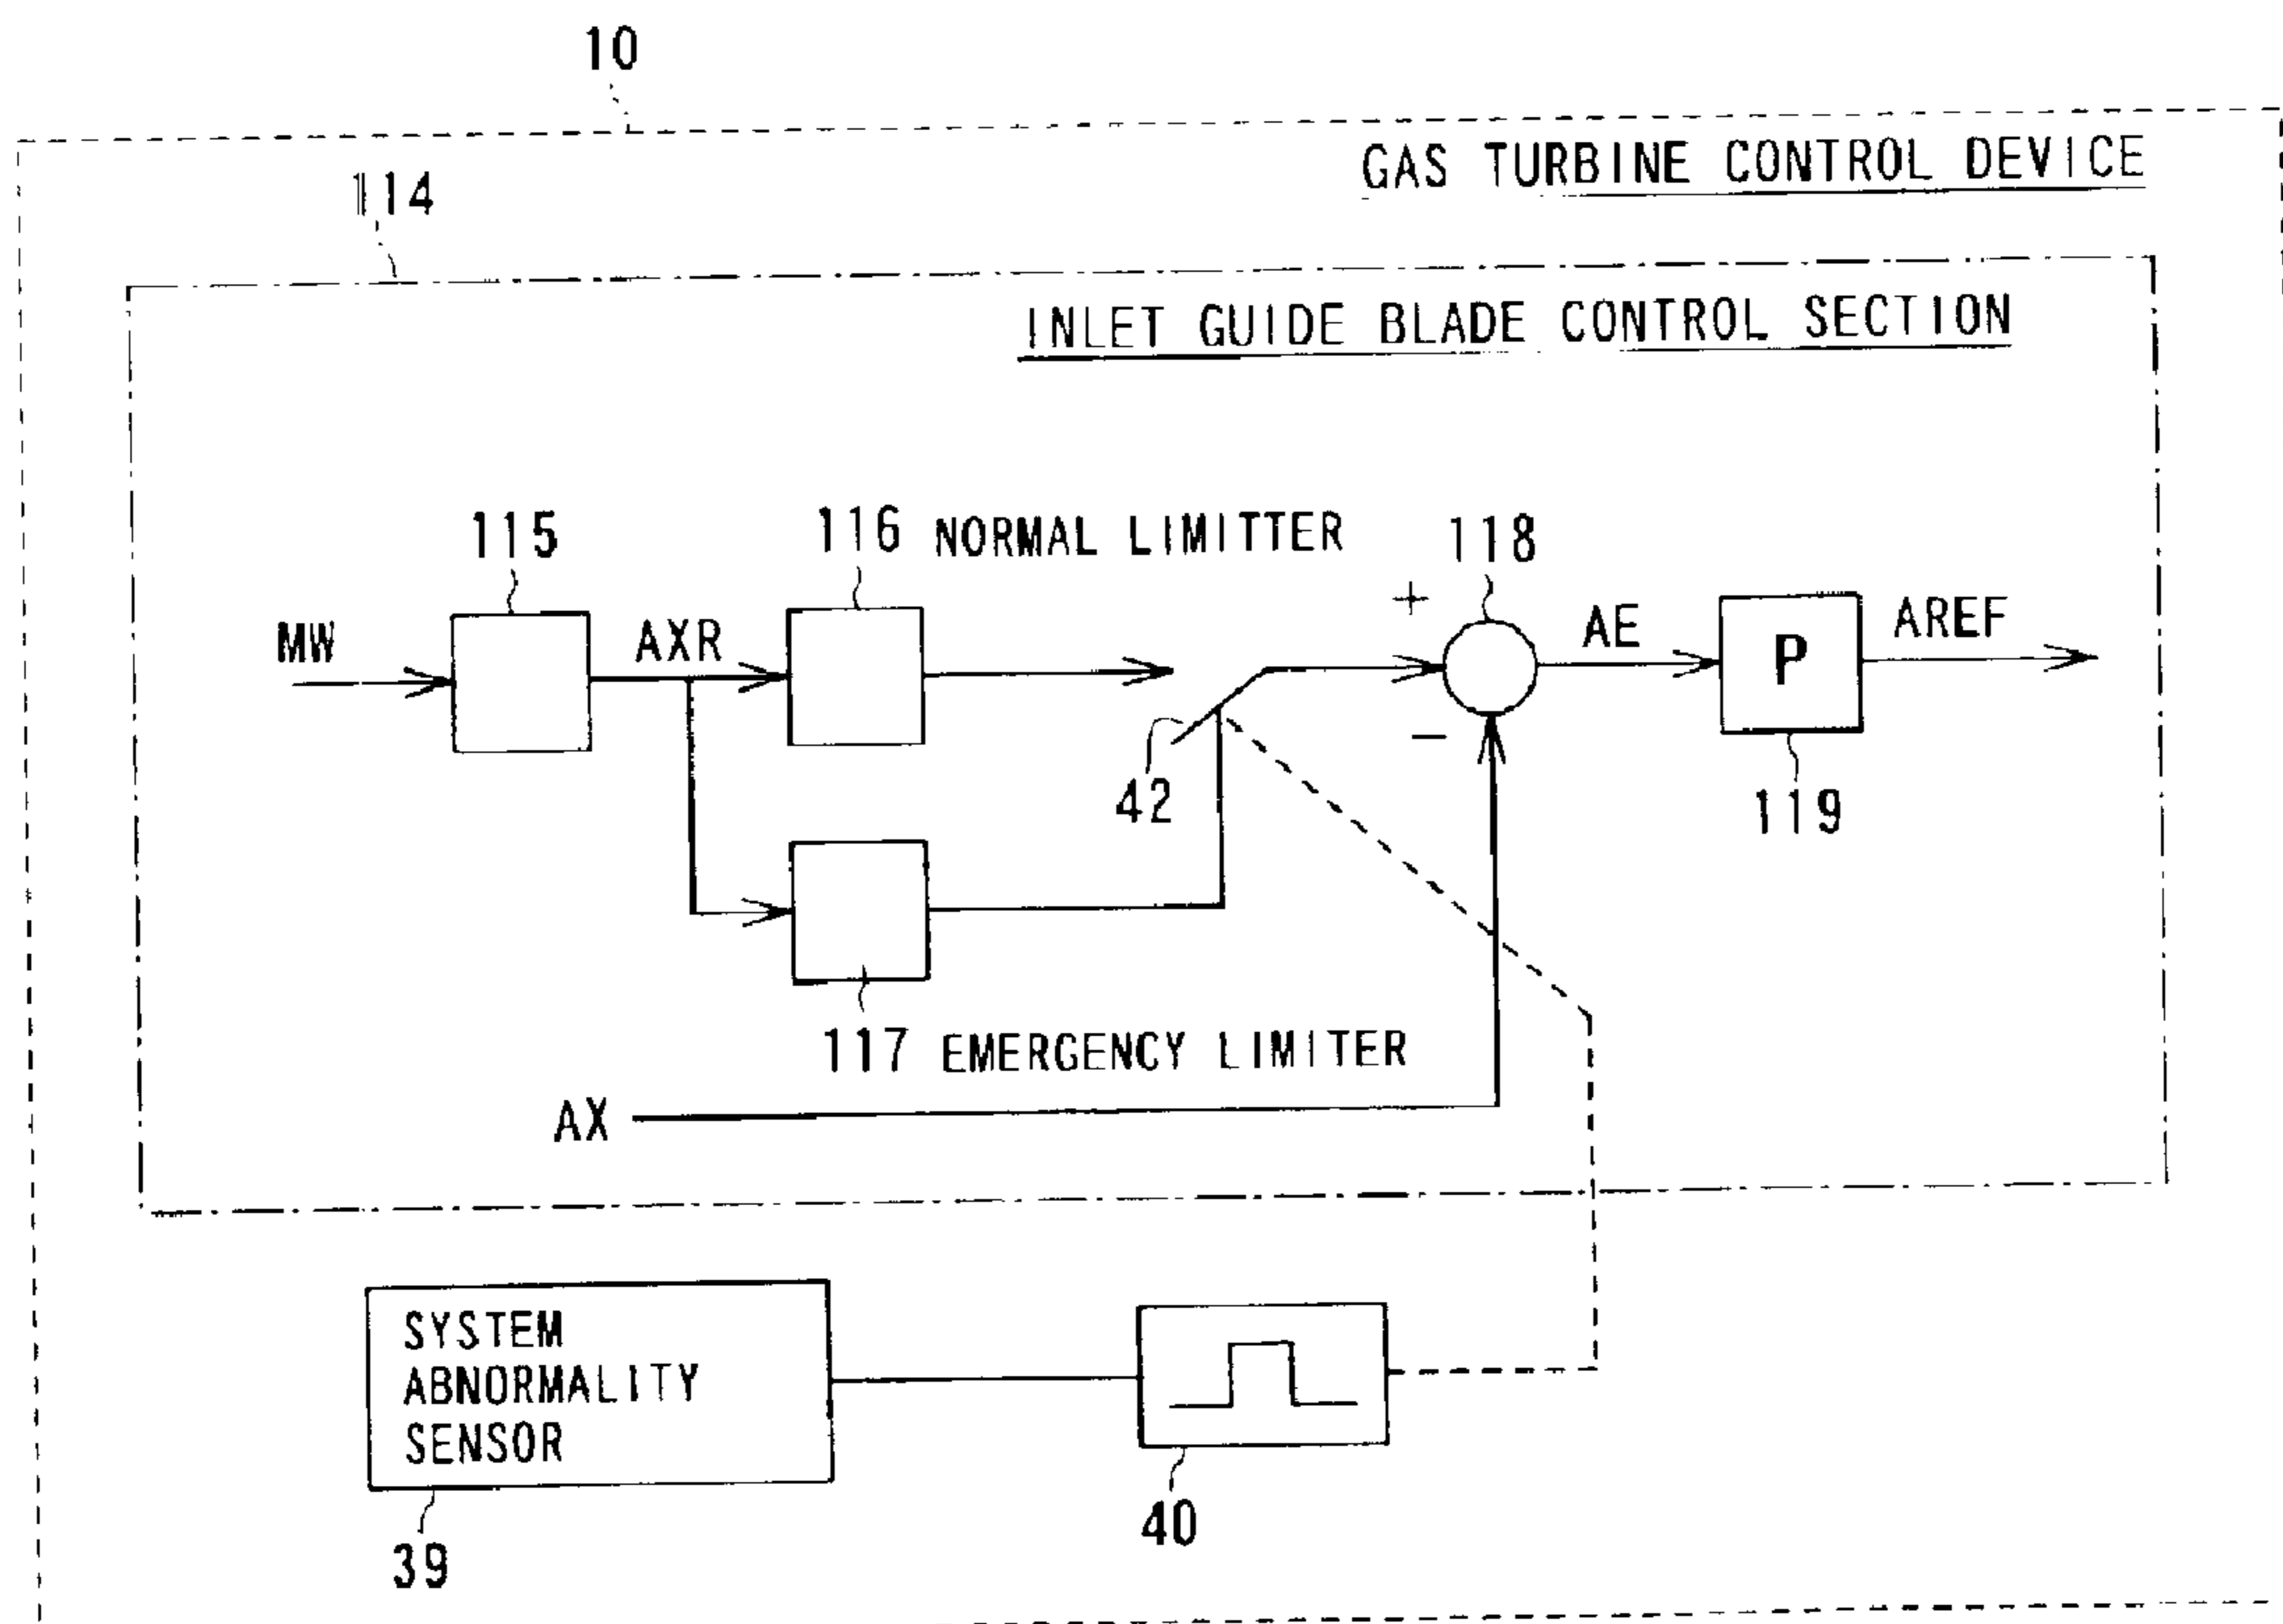 10
GAS TURBINE CONTROL DEVICE
114
INLET GUIDE BLADE CONTROL SECTION
115
116 NORMAL LIMITTER
118
+
MW
AXR
AE
P
AREF
−
42
119
117 EMERGENCY LIMITER
AX
SYSTEM
ABNORMALITY
SENSOR
39
40